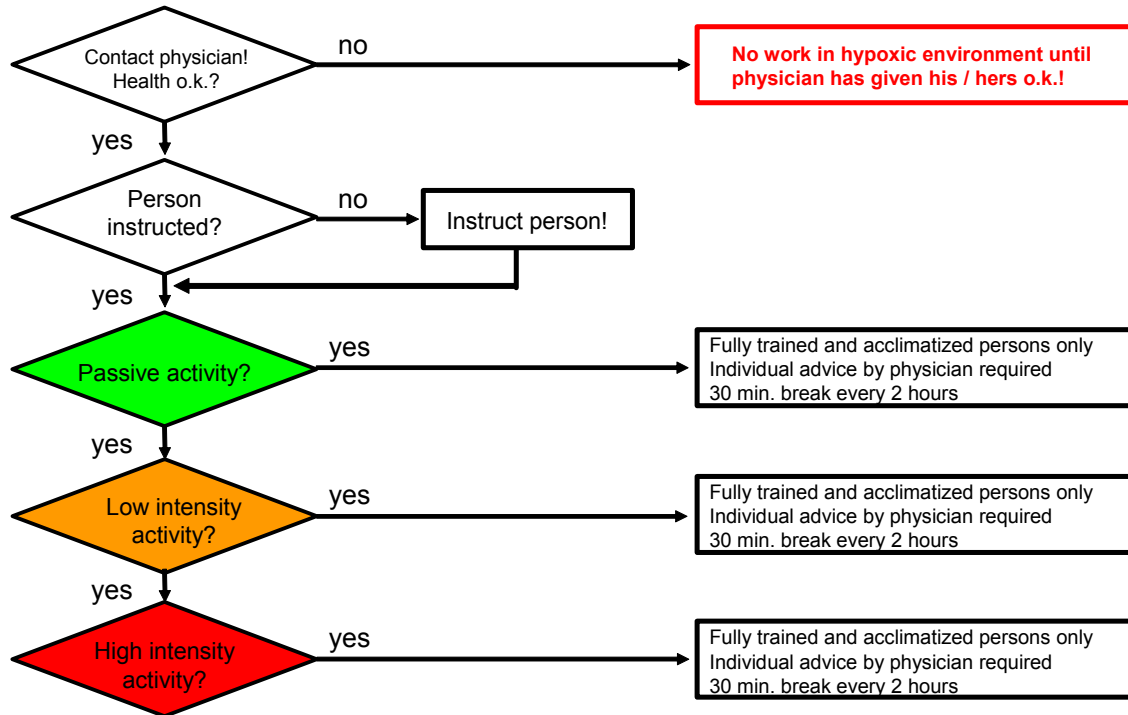 Contact physician!
Health o.k.?
no
No work in hypoxic environment until
physician has given his / hers o.k.!
yes
Person
instructed?
no
Instruct person!
yes
Passive activity?
yes
Fully trained and acclimatized persons only
Individual advice by physician required
30 min. break every 2 hours
yes
Low intensity
activity?
yes
Fully trained and acclimatized persons only
Individual advice by physician required
30 min. break every 2 hours
yes
High intensity
activity?
yes
Fully trained and acclimatized persons only
Individual advice by physician required
30 min. break every 2 hours